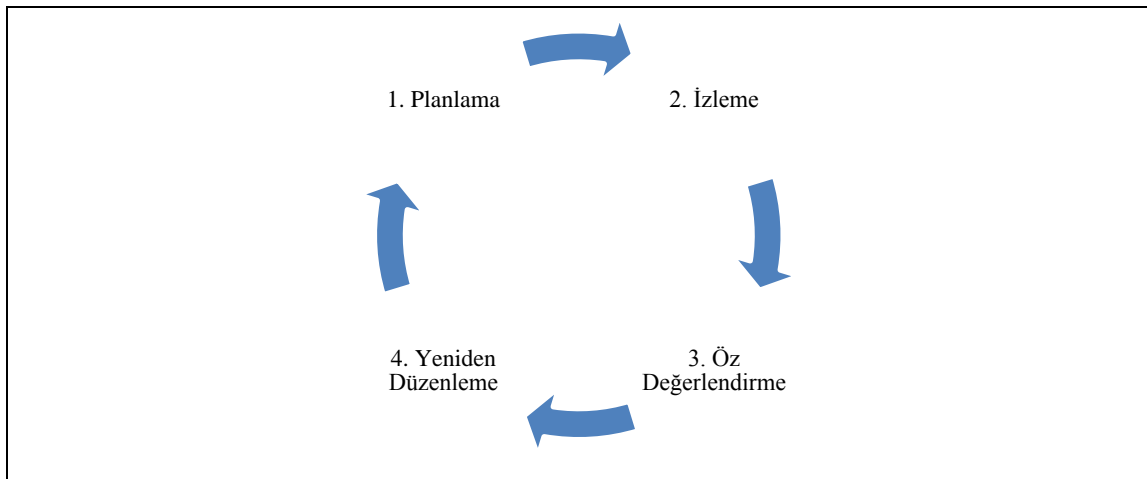 1. Planlama
2. İzleme
3. Öz
Değerlendirme
4. Yeniden
Düzenleme